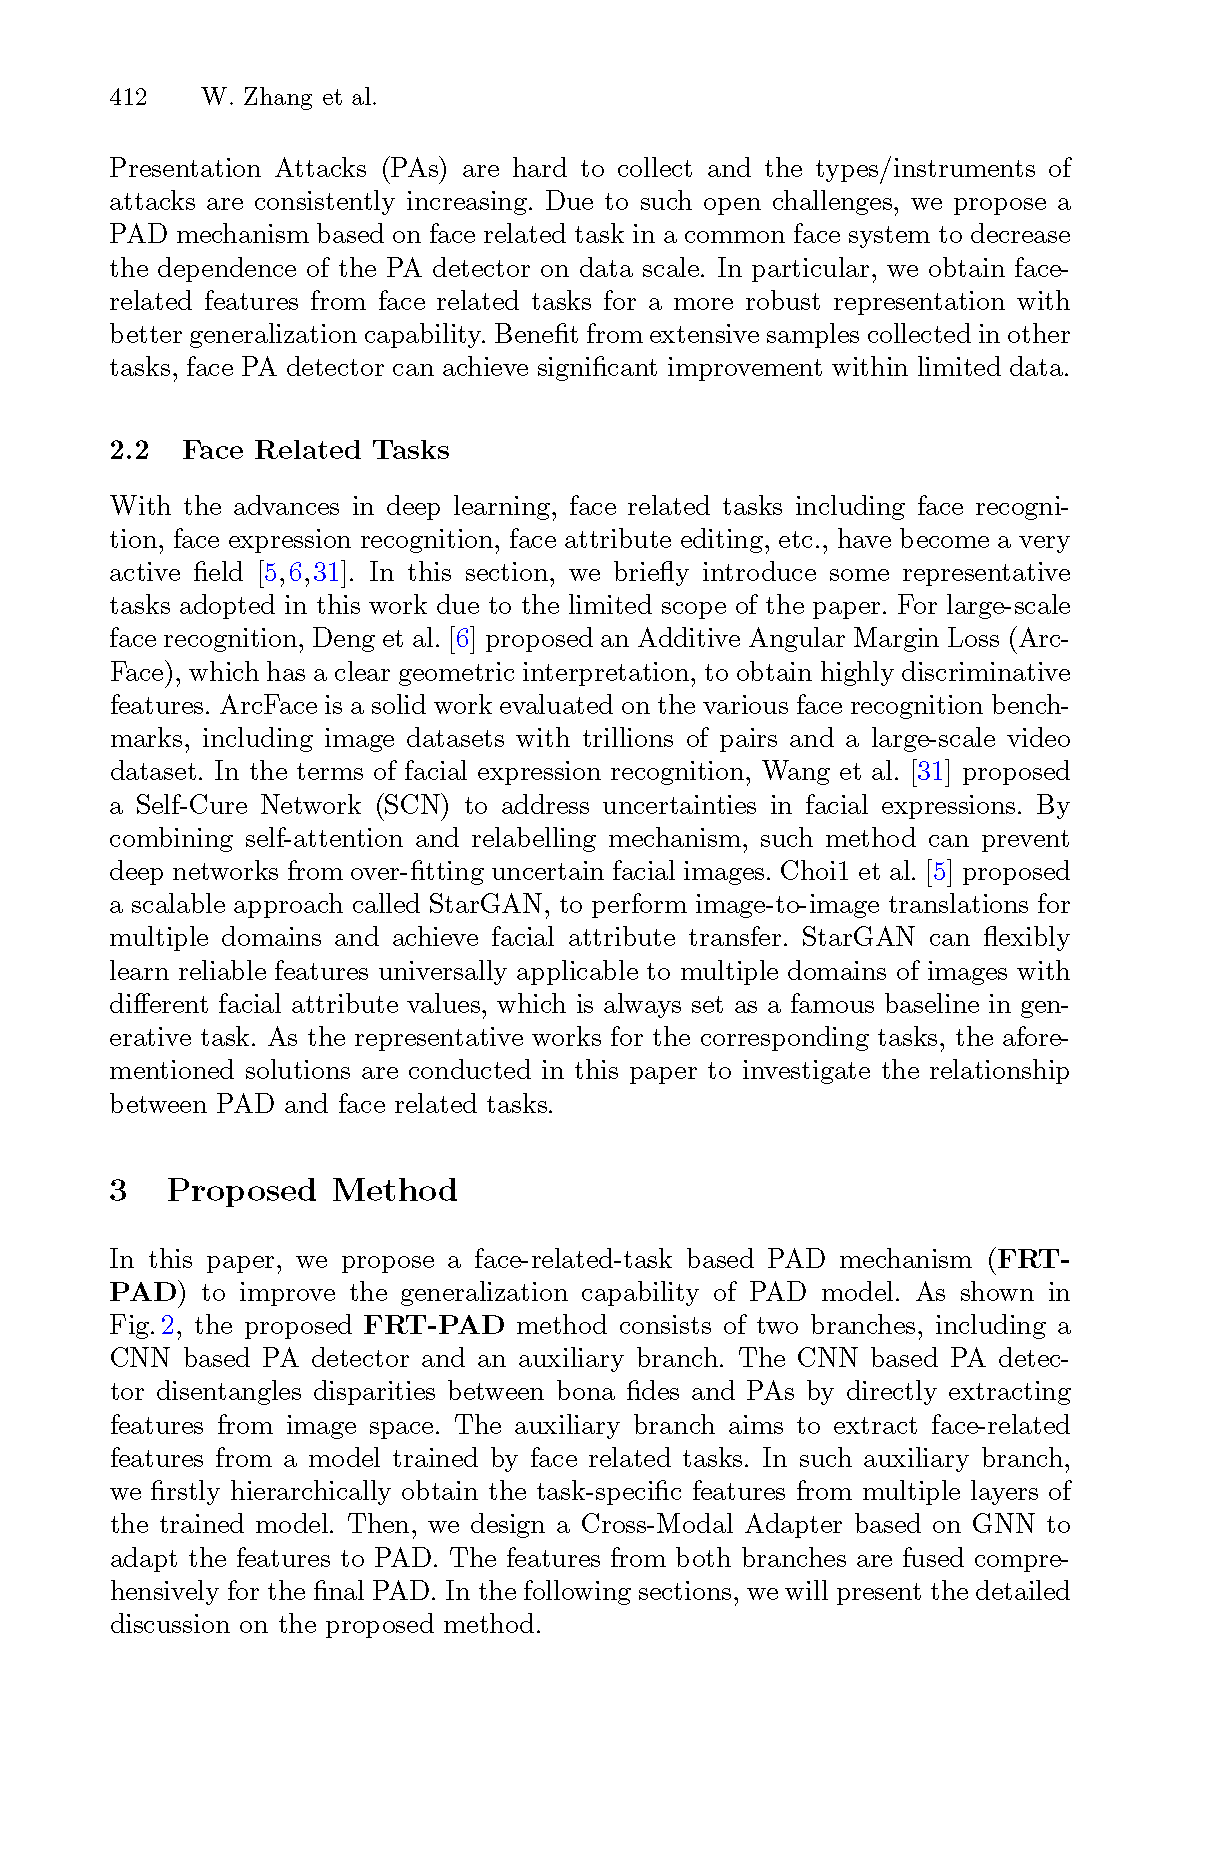 412 W. Zhang et al.
Presentation Attacks (PAs) are hard to collect and the types/instruments of
attacks are consistently increasing. Due to such open challenges, we propose a
PAD mechanism based on face related task in a common face system to decrease
the dependence of the PA detector on data scale. In particular, we obtain face-
related features from face related tasks for a more robust representation with
better generalization capability. Benefit from extensive samples collected in other
tasks, face PA detector can achieve significant improvement within limited data.
2.2 Face Related Tasks
With the advances in deep learning, face related tasks including face recogni-
tion, face expression recognition, face attribute editing, etc., have become a very
active field [5,6,31]. In this section, we briefly introduce some representative
tasks adopted in this work due to the limited scope of the paper. For large-scale
face recognition, Deng et al. [6] proposed an Additive Angular Margin Loss (Arc-
Face), which has a clear geometric interpretation, to obtain highly discriminative
features. ArcFace is a solid work evaluated on the various face recognition bench-
marks, including image datasets with trillions of pairs and a large-scale video
dataset. In the terms of facial expression recognition, Wang et al. [31] proposed
a Self-Cure Network (SCN) to address uncertainties in facial expressions. By
combining self-attention and relabelling mechanism, such method can prevent
deep networks from over-fitting uncertain facial images. Choi1 et al. [5] proposed
a scalable approach called StarGAN, to perform image-to-image translations for
multiple domains and achieve facial attribute transfer. StarGAN can flexibly
learn reliable features universally applicable to multiple domains of images with
different facial attribute values, which is always set as a famous baseline in gen-
erative task. As the representative works for the corresponding tasks, the afore-
mentioned solutions are conducted in this paper to investigate the relationship
between PAD and face related tasks.
3 Proposed Method
In this paper, we propose a face-related-task based PAD mechanism (FRT-
PAD) to improve the generalization capability of PAD model. As shown in
Fig. 2, the proposed FRT-PAD method consists of two branches, including a
CNN based PA detector and an auxiliary branch. The CNN based PA detec-
tor disentangles disparities between bona fides and PAs by directly extracting
features from image space. The auxiliary branch aims to extract face-related
features from a model trained by face related tasks. In such auxiliary branch,
we firstly hierarchically obtain the task-specific features from multiple layers of
the trained model. Then, we design a Cross-Modal Adapter based on GNN to
adapt the features to PAD. The features from both branches are fused compre-
hensively for the final PAD. In the following sections, we will present the detailed
discussion on the proposed method.